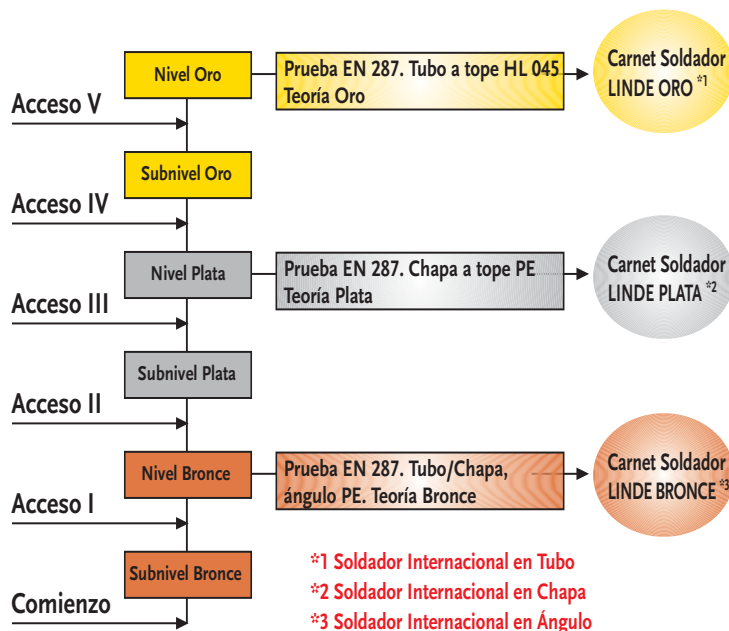 Nivel Oro
Prueba EN 287. Tubo a tope HL 045
Teoría Oro
Carnet Soldador
LINDE ORO *1
Acceso V
Subnivel Oro
Acceso IV
Nivel Plata
Prueba EN 287. Chapa a tope PE
Teoría Plata
Carnet Soldador
LINDE PLATA *2
Acceso III
Subnivel Plata
Acceso II
Nivel Bronce
Prueba EN 287. Tubo/Chapa,
ángulo PE. Teoría Bronce
Carnet Soldador
LINDE BRONCE *3
Acceso I
Subnivel Bronce
Comienzo
*1 Soldador Internacional en Tubo
*2 Soldador Internacional en Chapa
*3 Soldador Internacional en Ángulo